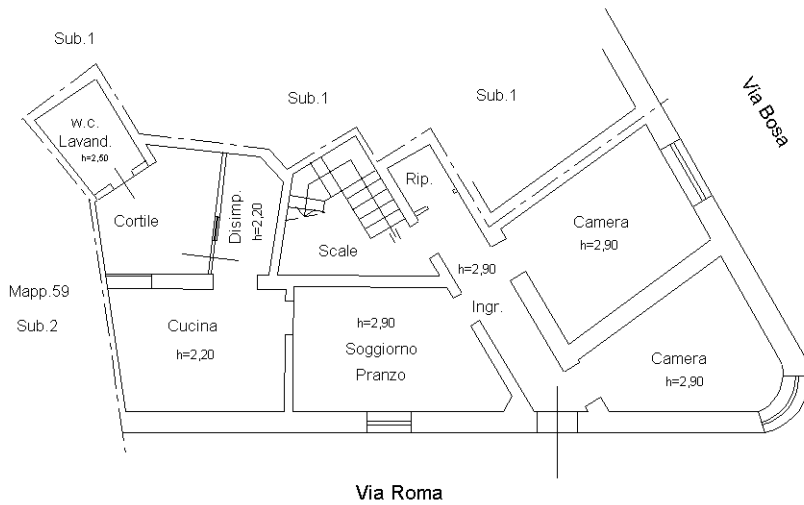 Sub.1
Via Bosa
Sub.1
Sub.1
w.c.
Lavand.
h=2,50
Rip.
Disimp.
h=2,20
Cortile
Camera
h=2,90
Scale
h=2,90
Mapp.59
Sub.2
Ingr.
Cucina
h=2,20
h=2,90
Soggiorno
Pranzo
Camera
h=2,90
Via Roma